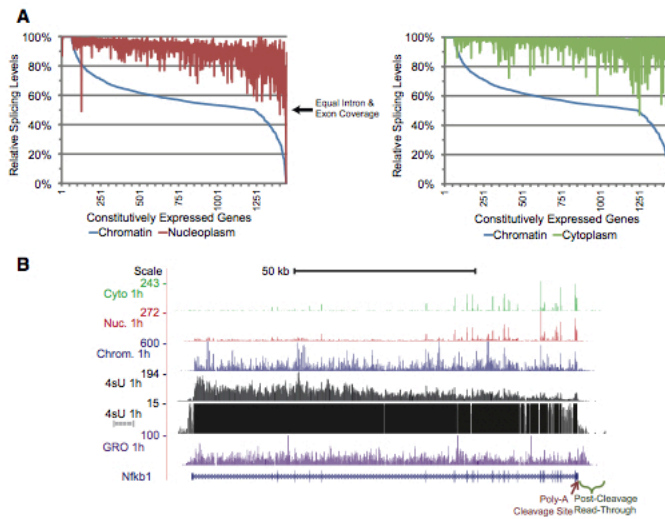 A
100%
80%
60%
40%
20%
0%
Relative Splicing Levels
1
251
501
751
1001
1251
Constitutively Expressed Genes
Chromatin Nucleoplasm
Equal Intron &
Exon Coverage
100%
80%
60%
40%
20%
0%
Relative Splicing Levels
1
251
501
751
1001
1251
Constitutively Expressed Genes
Chromatin Cytoplasm
B
Scale 50 kb
243
Cyto 1h
272
Nuc. 1h
600
Chrom. 1h
194
4sU 1h
15
4sU 1h
100
GRO 1h
Nfkb1
Poly-A
Cleavage Site
Post-Cleavage
Read-Through